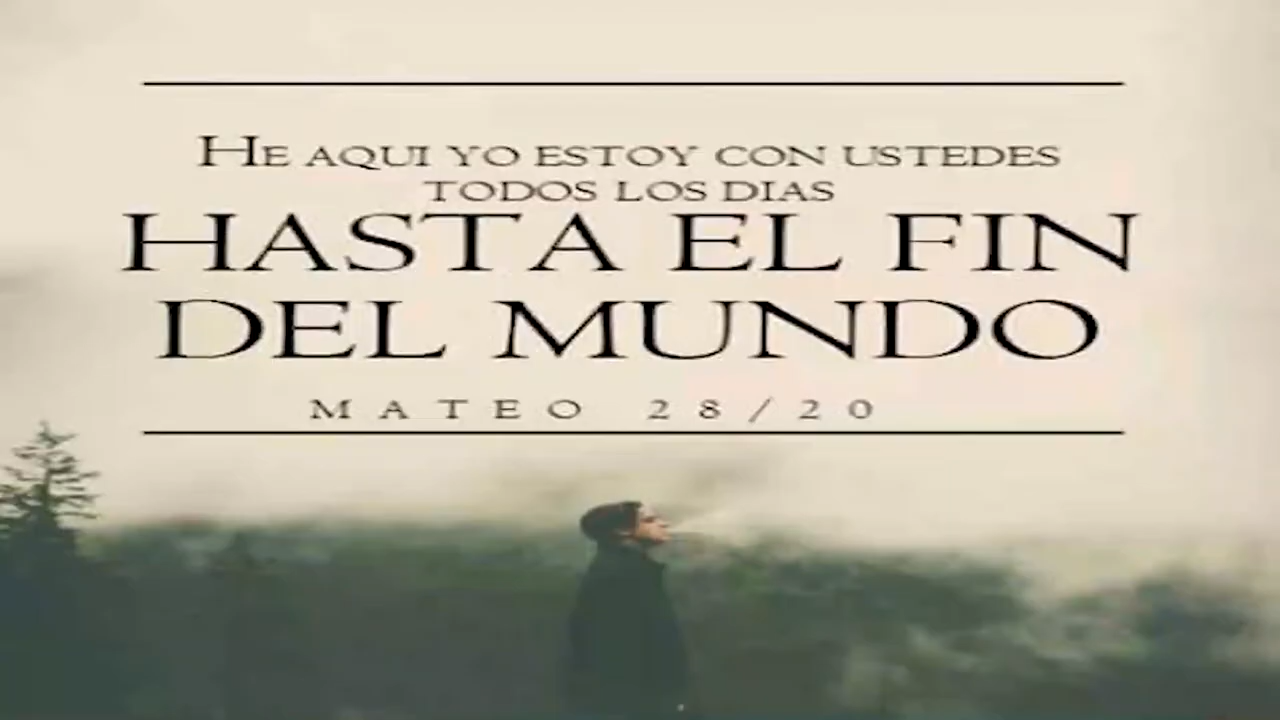 HE AQUI YO ESTOY CON USTEDES
TODOS LOS DIAS
HASTA EL FIN
DEL MUNDO
MATEO 28/20